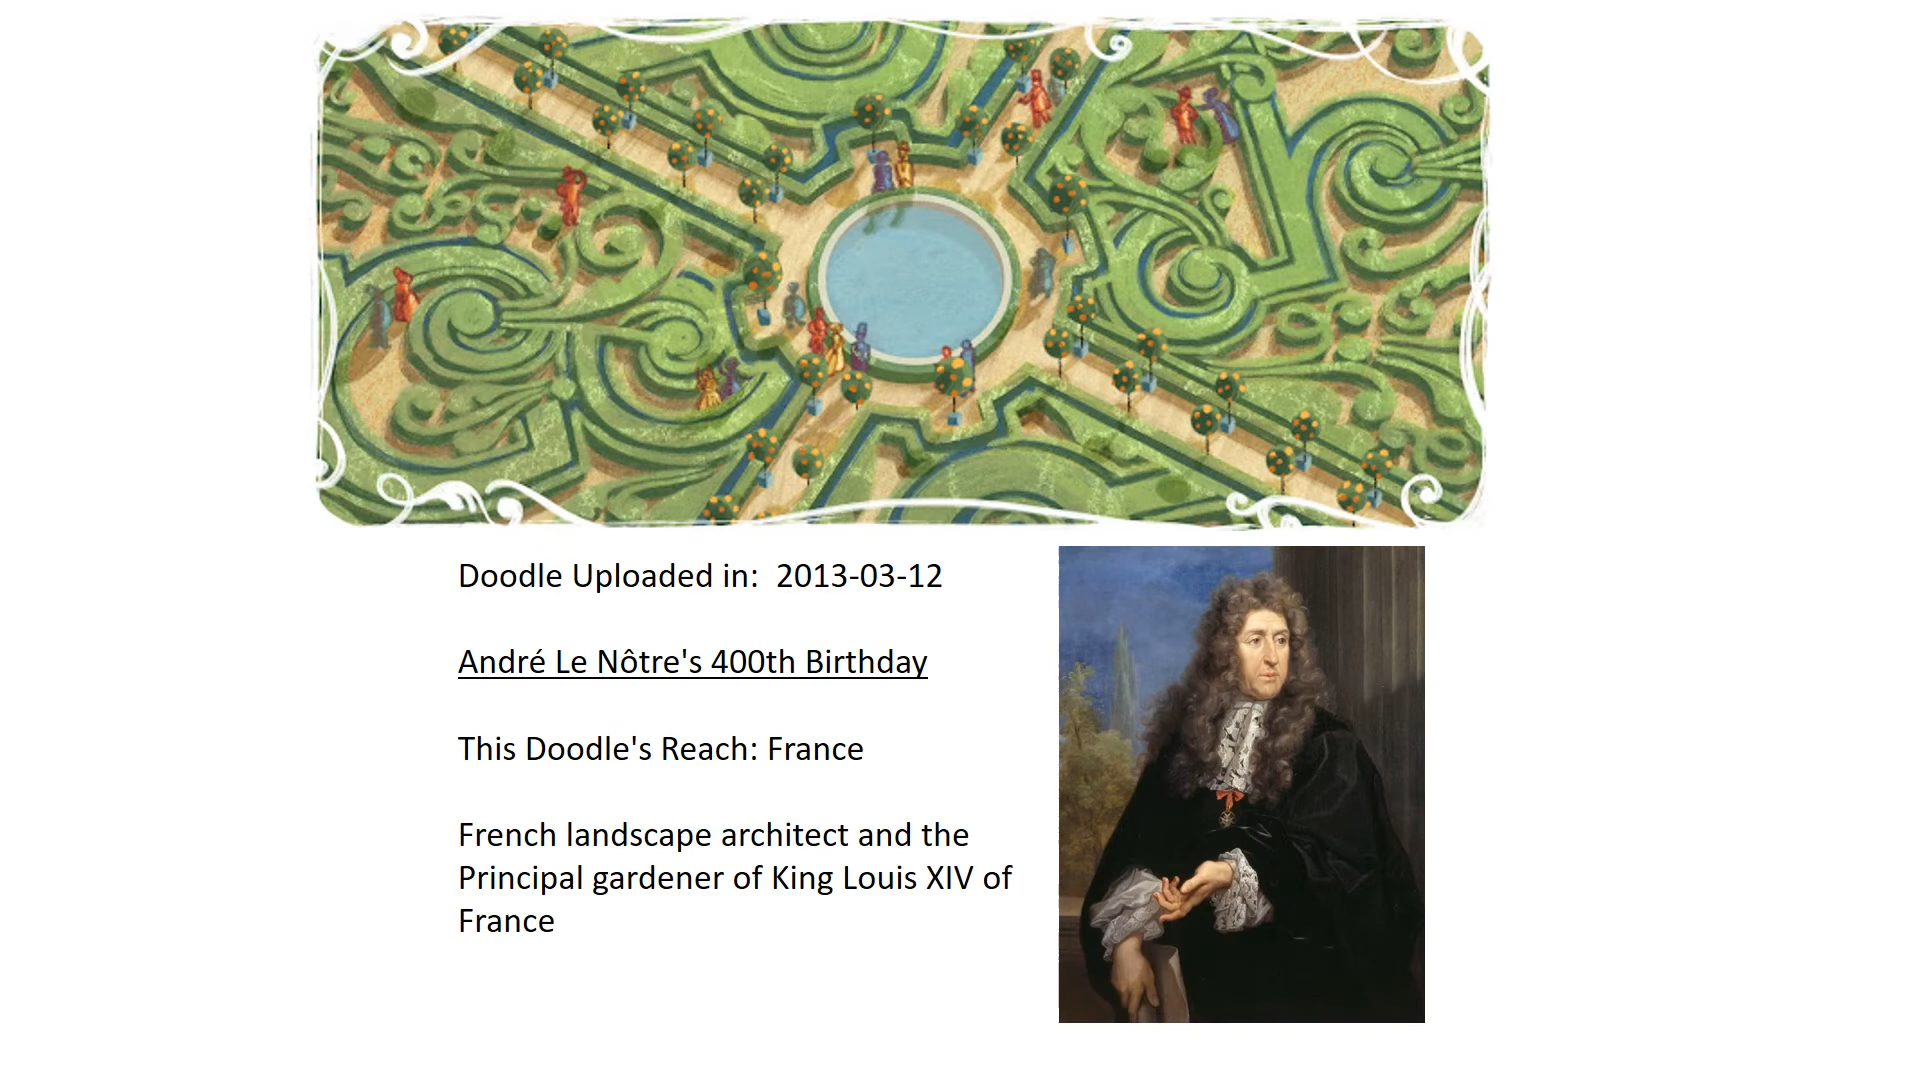 Doodle Uploaded in:  2013-03-12
André Le Nôtre's 400th Birthday
This Doodle's Reach: France
French landscape architect and the
Principal gardener of King Louis XIV of
France